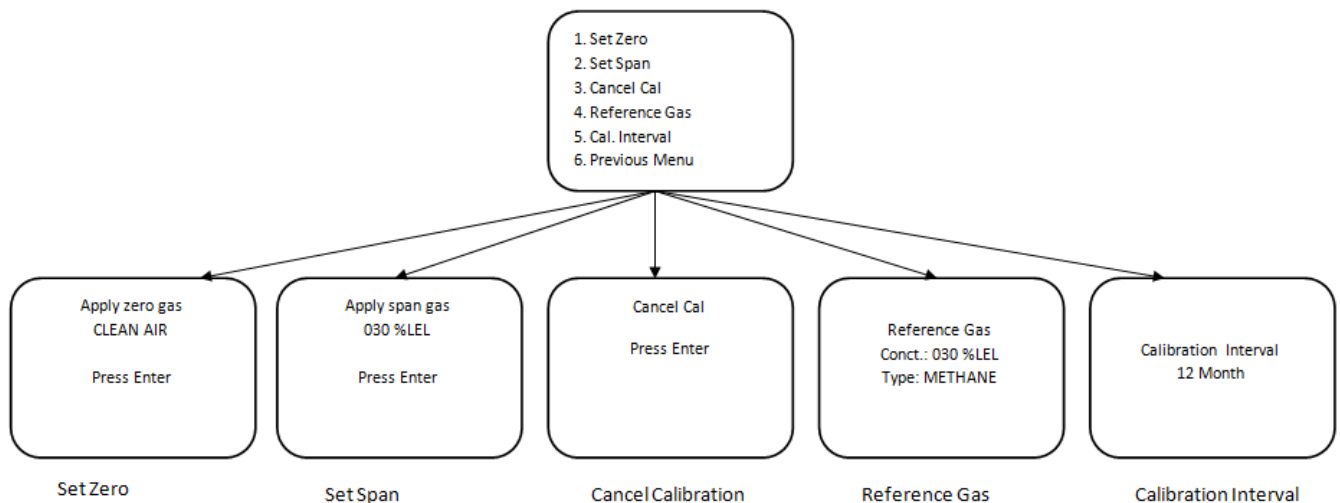 1. Set Zero
2. Set Span
3. Cancel Cal
4. Reference Gas
5. Cal. Interval
6. Previous Menu
Apply zero gas
CLEAN AIR
Press Enter
Apply span gas
030 %LEL
Press Enter
Cancel Cal
Press Enter
Reference Gas
Conct.: 030 %LEL
Type: METHANE
Calibration Interval
12 Month
Set Zero
Set Span
Cancel Calibration
Reference Gas
Calibration Interval